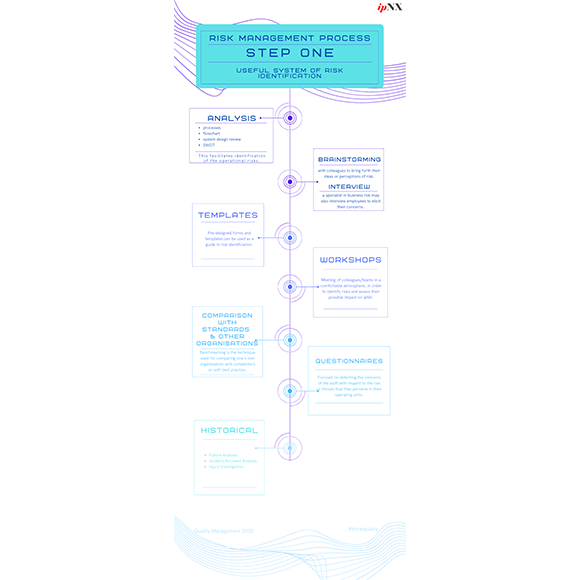 ipNX
RISK MANAGEMENT PROCESS
STEP ONE
USEFUL SYSTEM OF RISK
IDENTIFICATION
ANALYSIS
processes
flowchart
system design review
SWOT
This facilitates identification
of the operational risks
BRAINSTORMING
with colleagues to bring forth their
ideas or perceptions of risk.
INTERVIEW
a specialist in business risk may
also interview employees to elicit
their concerns.
TEMPLATES
Pre-designed forms and
templates can be used as a
guide in risk identification.
WORKSHOPS
Meeting of colleagues/teams in a
comfortable atmosphere, in order
to identify risks and assess their
possible impact on ipNX
COMPARISON
WITH
STANDARDS
& OTHER
ORGANISATIONS
Benchmarking is the technique
used for comparing one's own
organisation with competitors
or with best practice.
QUESTIONNAIRES
Focused on detecting the concerns
of the staff with respect to the risk
or threats that they perceive in their
operating units.
HISTORICAL
Failure Analysis
Incident/Accident Analysis
Injury Investigation
Quality Management 2020